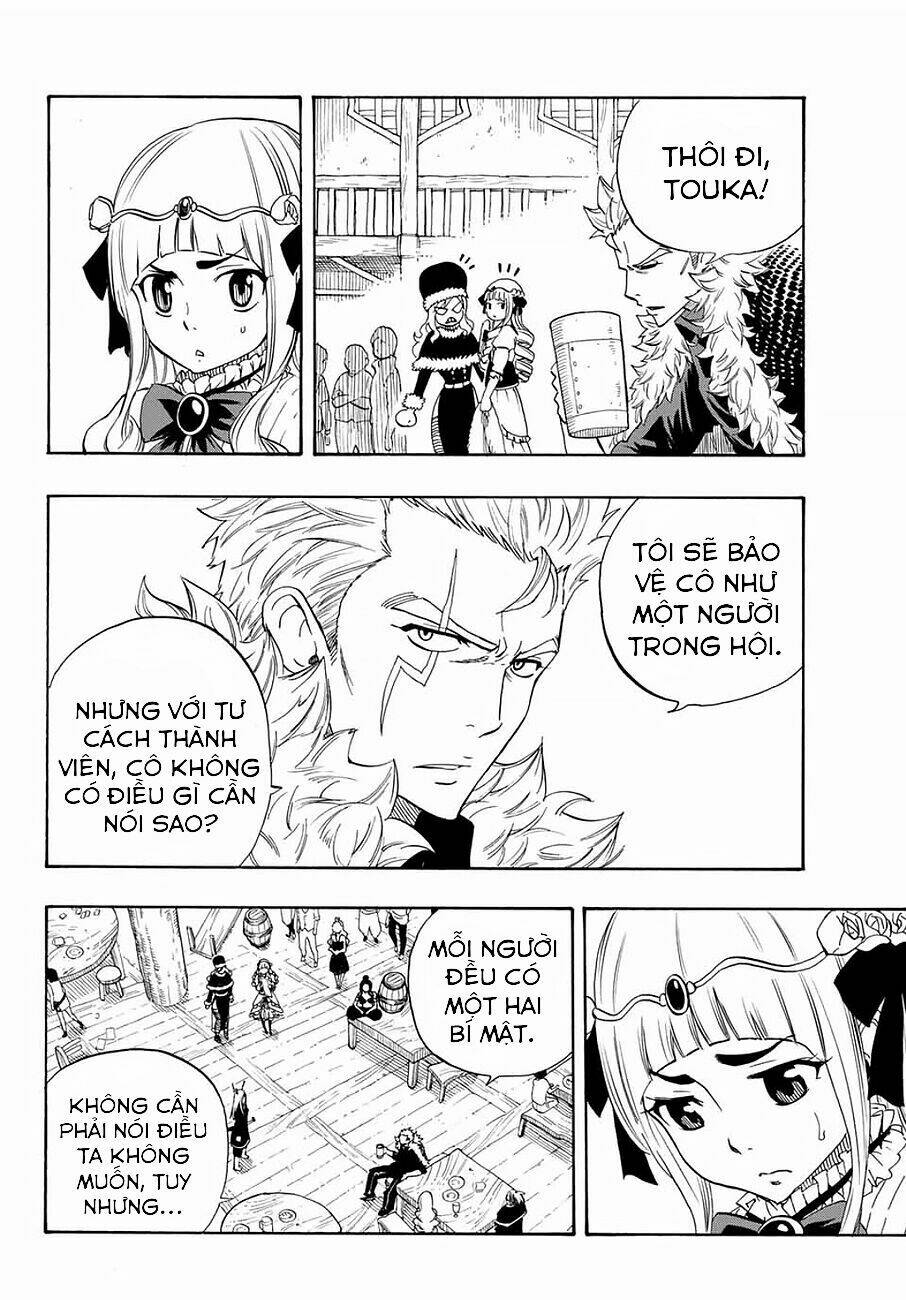 THÔI ĐI,
TOUKA!
TÔI SẼ BẢO
VỆ CÔ NHƯ
MỘT NGƯỜI
TRONG HỘI.
NHƯNG VỚI TƯ
CÁCH THÀNH
VIÊN, CÔ KHÔNG
CÓ ĐIỀU GÌ CẦN
NÓI SAO?
MỖI NGƯỜI
ĐỀU CÓ
MỘT HAI
BÍ MẬT.
KHÔNG CẦN
PHẢI NÓI ĐIỀU
TA KHÔNG
MUỐN, TUY
NHƯNG...